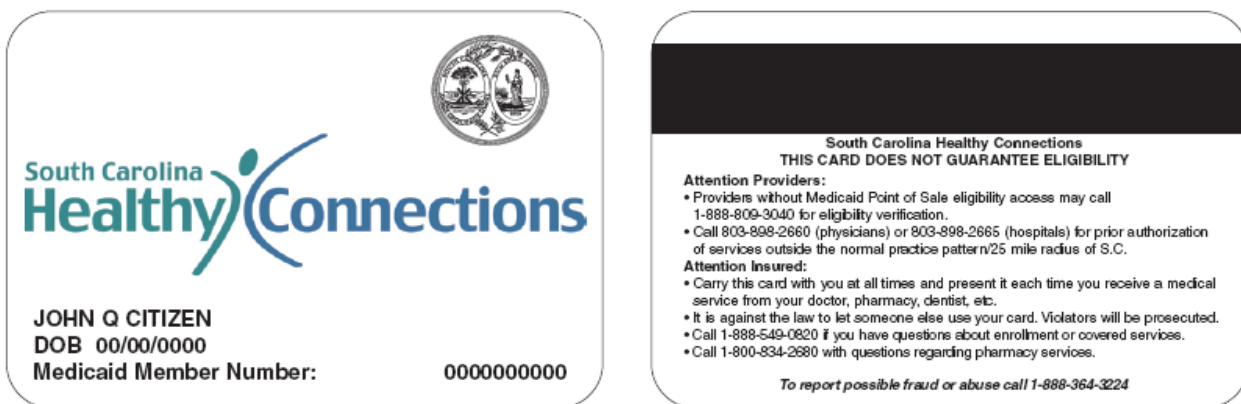 South Carolina
Healthy Connections
JOHN Q CITIZEN
DOB 00/00/0000
Medicaid Member Number: 0000000000
South Carolina Healthy Connections
THIS CARD DOES NOT GUARANTEE ELIGIBILITY
Attention Providers:
• Providers without Medicaid Point of Sale eligibility access may call
1-888-809-3040 for eligibility verification.
• Call 803-898-2660 (physicians) or 803-898-2665 (hospitals) for prior authorization
of services outside the normal practice pattern/25 mile radius of S.C.
Attention Insured:
• Carry this card with you at all times and present it each time you receive a medical
service from your doctor, pharmacy, dentist, etc.
• It is against the law to let someone else use your card. Violators will be prosecuted.
• Call 1-888-549-0820 if you have questions about enrollment or covered services.
• Call 1-800-834-2680 with questions regarding pharmacy services.
To report possible fraud or abuse call 1-888-364-3224